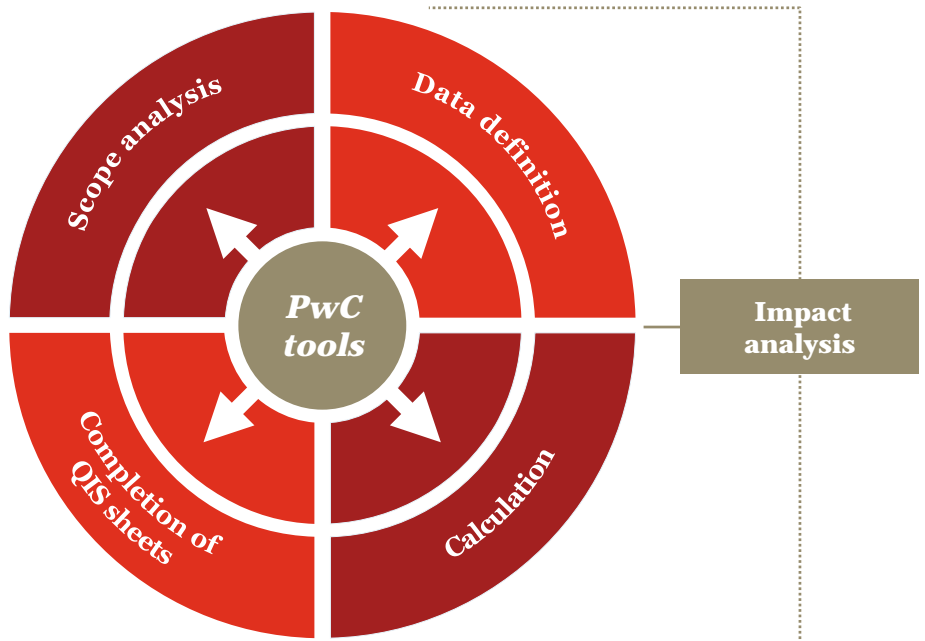 Scope analysis
Data definition
PwC
tools
Impact
analysis
Completion of
QIS sheets
Calculation